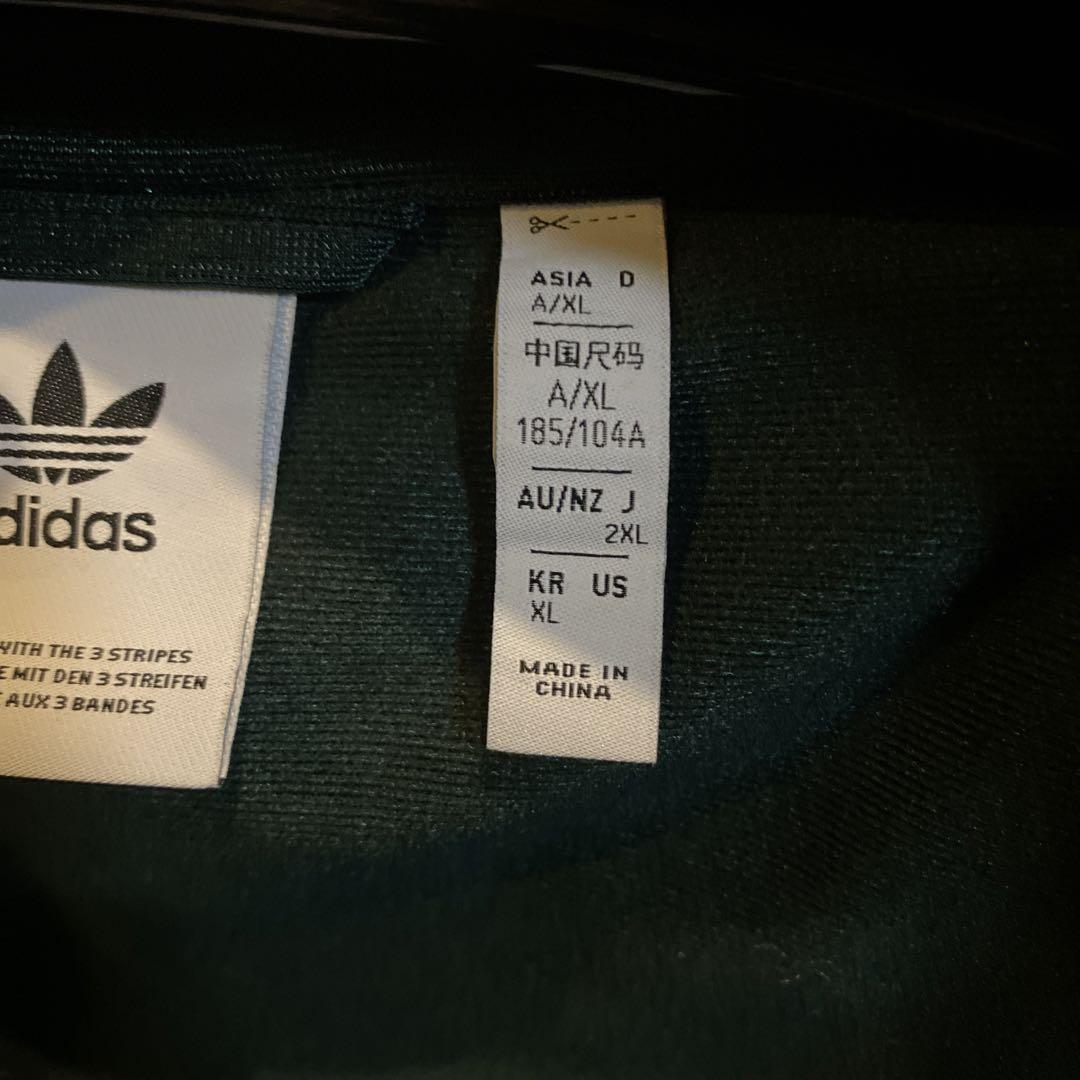 didas
WITH THE 3 STRIPES
MIT DEN 3 STREIFEN
AUX 3 BANDES
ASIA D
A/XL
中国尺码
A/XL
185/104A
AU/NZ J
2XL
KR US
XL
MADE IN
CHINA